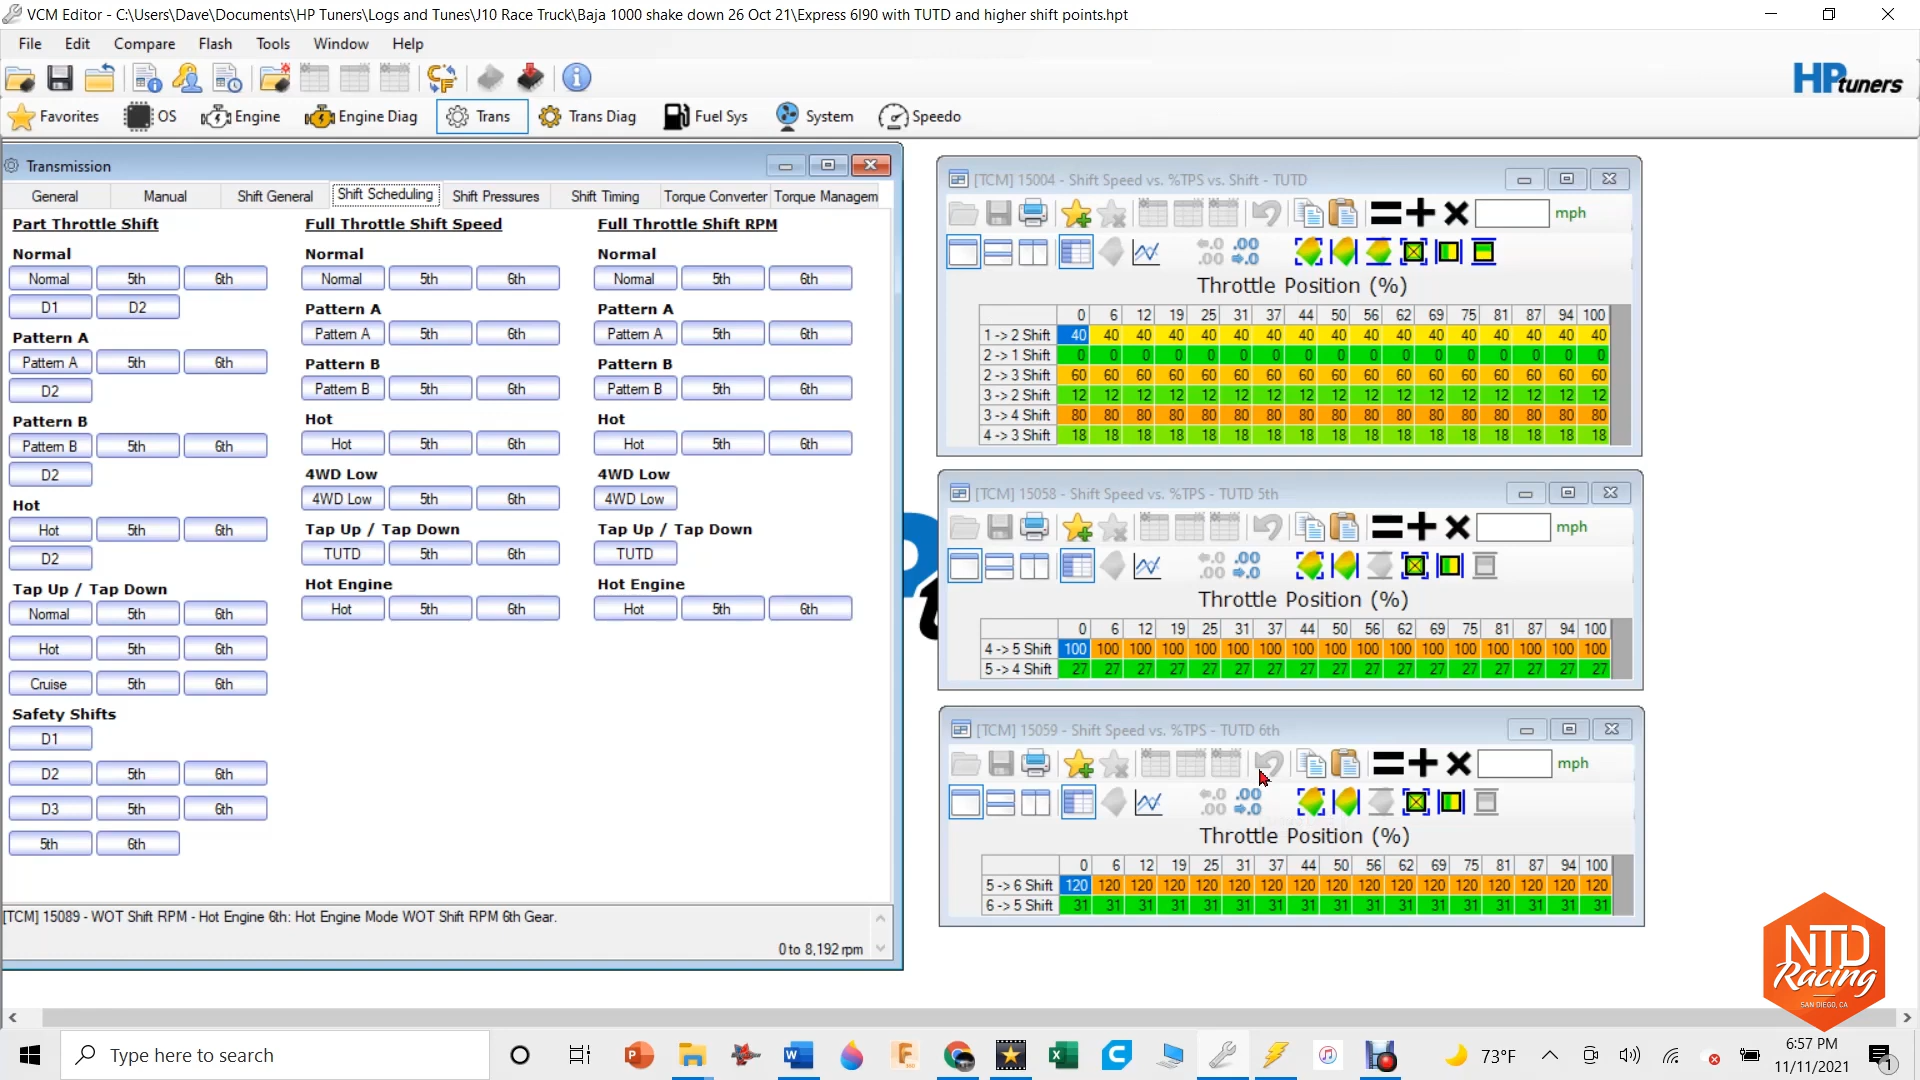 VCM Editor - C:\Users\Dave\Documents\HP Tuners\Logs and Tunes\J10 Race Truck\Baja 1000 shake down 26 Oct 21\Express 6l90 with TUTD and higher shift points.hpt
File Edit Compare Flash Tools Window Help
HPtuners
Favorites OS Engine Engine Diag Trans Trans Diag Fuel Sys System Speedo
Transmission
General Manual Shift General Shift Scheduling Shift Pressures Shift Timing Torque Converter Torque Managem
Part Throttle Shift
Normal
Normal 5th 6th
D1 D2
Pattern A
Pattern A 5th 6th
D2
Pattern B
Pattern B 5th 6th
D2
Hot
Hot 5th 6th
D2
Tap Up / Tap Down
Normal 5th 6th
Hot 5th 6th
Cruise 5th 6th
Safety Shifts
D1
D2 5th 6th
D3 5th 6th
5th 6th
Full Throttle Shift Speed
Normal
Normal 5th 6th
Pattern A
Pattern A 5th 6th
Pattern B
Pattern B 5th 6th
Hot
Hot 5th 6th
4WD Low
4WD Low 5th 6th
Tap Up / Tap Down
TUTD 5th 6th
Hot Engine
Hot 5th 6th
Full Throttle Shift RPM
Normal
Normal 5th 6th
Pattern A
Pattern A 5th 6th
Pattern B
Pattern B 5th 6th
Hot
Hot 5th 6th
4WD Low
4WD Low
Tap Up / Tap Down
TUTD
Hot Engine
Hot 5th 6th
[TCM] 15089 - WOT Shift RPM - Hot Engine 6th: Hot Engine Mode WOT Shift RPM 6th Gear.
0 to 8,192 rpm
[TCM] 15004 - Shift Speed vs. %TPS vs. Shift - TUTD
mph
Throttle Position (%)
0 6 12 19 25 31 37 44 50 56 62 69 75 81 87 94 100
1 -> 2 Shift 40 40 40 40 40 40 40 40 40 40 40 40 40 40 40 40 40
2 -> 1 Shift 0 0 0 0 0 0 0 0 0 0 0 0 0 0 0 0 0
2 -> 3 Shift 60 60 60 60 60 60 60 60 60 60 60 60 60 60 60 60 60
3 -> 2 Shift 12 12 12 12 12 12 12 12 12 12 12 12 12 12 12 12 12
3 -> 4 Shift 80 80 80 80 80 80 80 80 80 80 80 80 80 80 80 80 80
4 -> 3 Shift 18 18 18 18 18 18 18 18 18 18 18 18 18 18 18 18 18
[TCM] 15058 - Shift Speed vs. %TPS - TUTD 5th
mph
Throttle Position (%)
0 6 12 19 25 31 37 44 50 56 62 69 75 81 87 94 100
4 -> 5 Shift 100 100 100 100 100 100 100 100 100 100 100 100 100 100 100 100 100
5 -> 4 Shift 27 27 27 27 27 27 27 27 27 27 27 27 27 27 27 27 27
[TCM] 15059 - Shift Speed vs. %TPS - TUTD 6th
mph
Throttle Position (%)
0 6 12 19 25 31 37 44 50 56 62 69 75 81 87 94 100
5 -> 6 Shift 120 120 120 120 120 120 120 120 120 120 120 120 120 120 120 120 120
6 -> 5 Shift 31 31 31 31 31 31 31 31 31 31 31 31 31 31 31 31 31
NTD
Racing
SAN DIEGO, CA
Type here to search
73°F
6:57 PM
11/11/2021
1